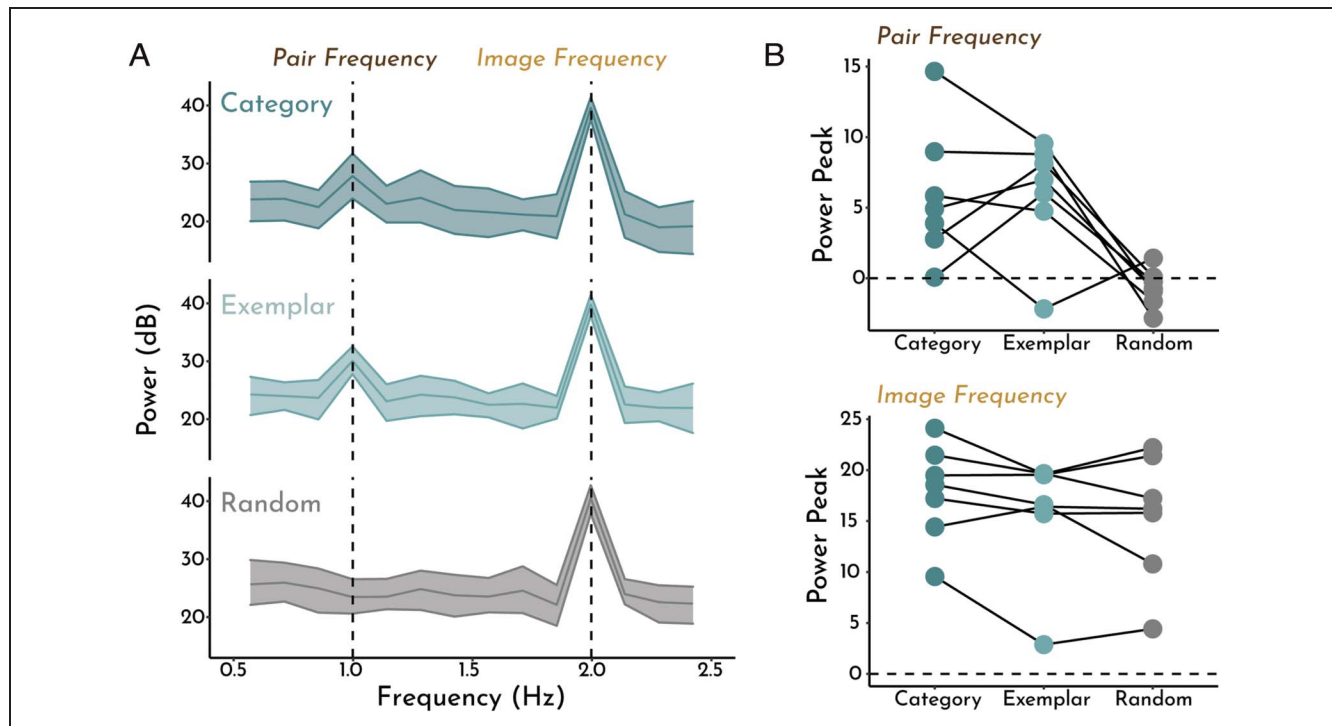 A
Pair Frequency
Image Frequency
Category
40
30
20
Exemplar
40
30
20
Random
40
30
20
Power (dB)
0.5
1.0
1.5
2.0
2.5
Frequency (Hz)
B
Pair Frequency
15
10
5
0
Power Peak
Category
Exemplar
Random
Image Frequency
25
20
15
10
5
0
Power Peak
Category
Exemplar
Random